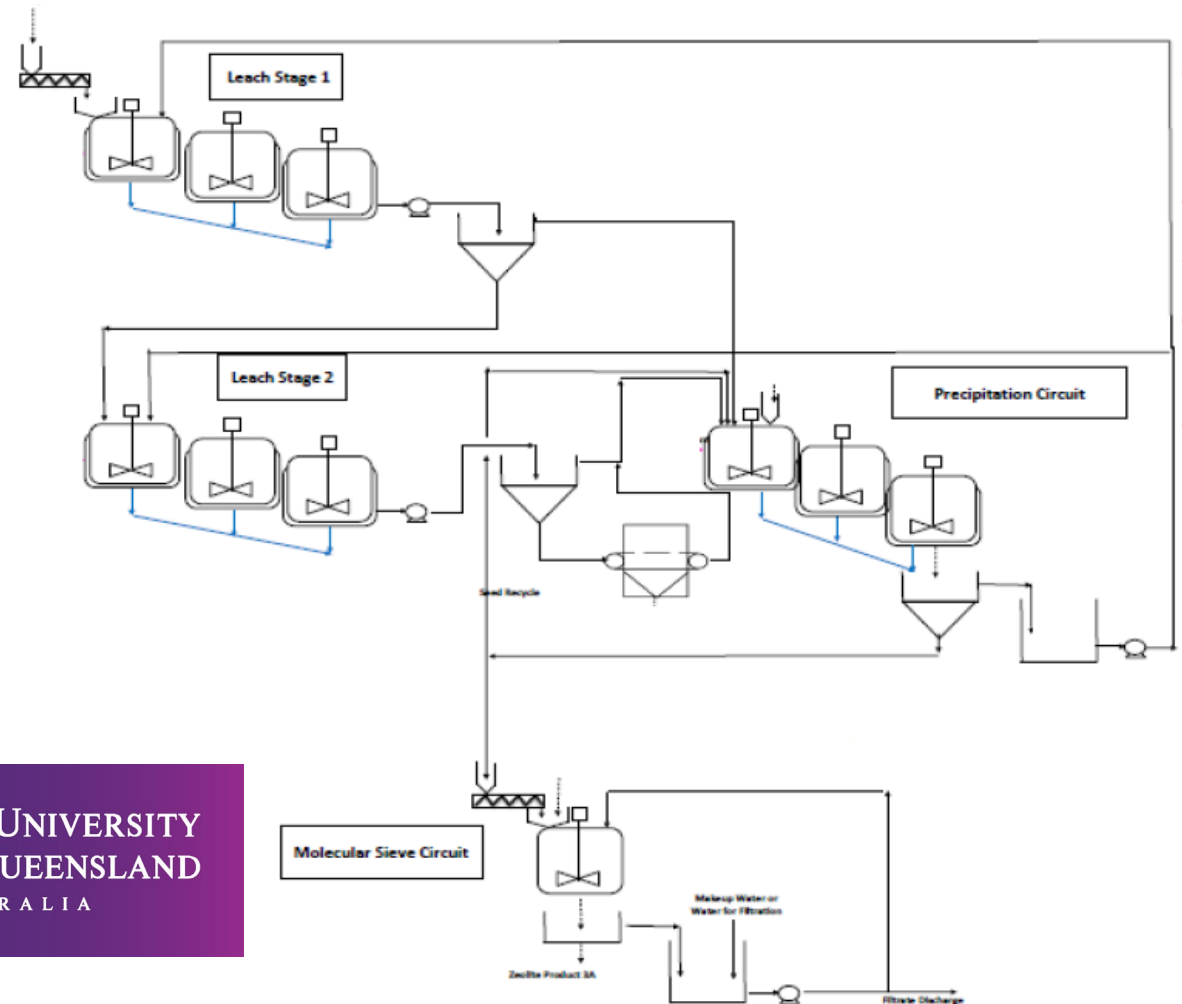 Leach Stage 1
Leach Stage 2
Precipitation Circuit
Seed Recycle
UNIVERSITY
QUEENSLAND
RALIA
Molecular Sieve Circuit
Makeup Water or
Water for Filtration
Zeolite Product 3A
Filtrate Discharge